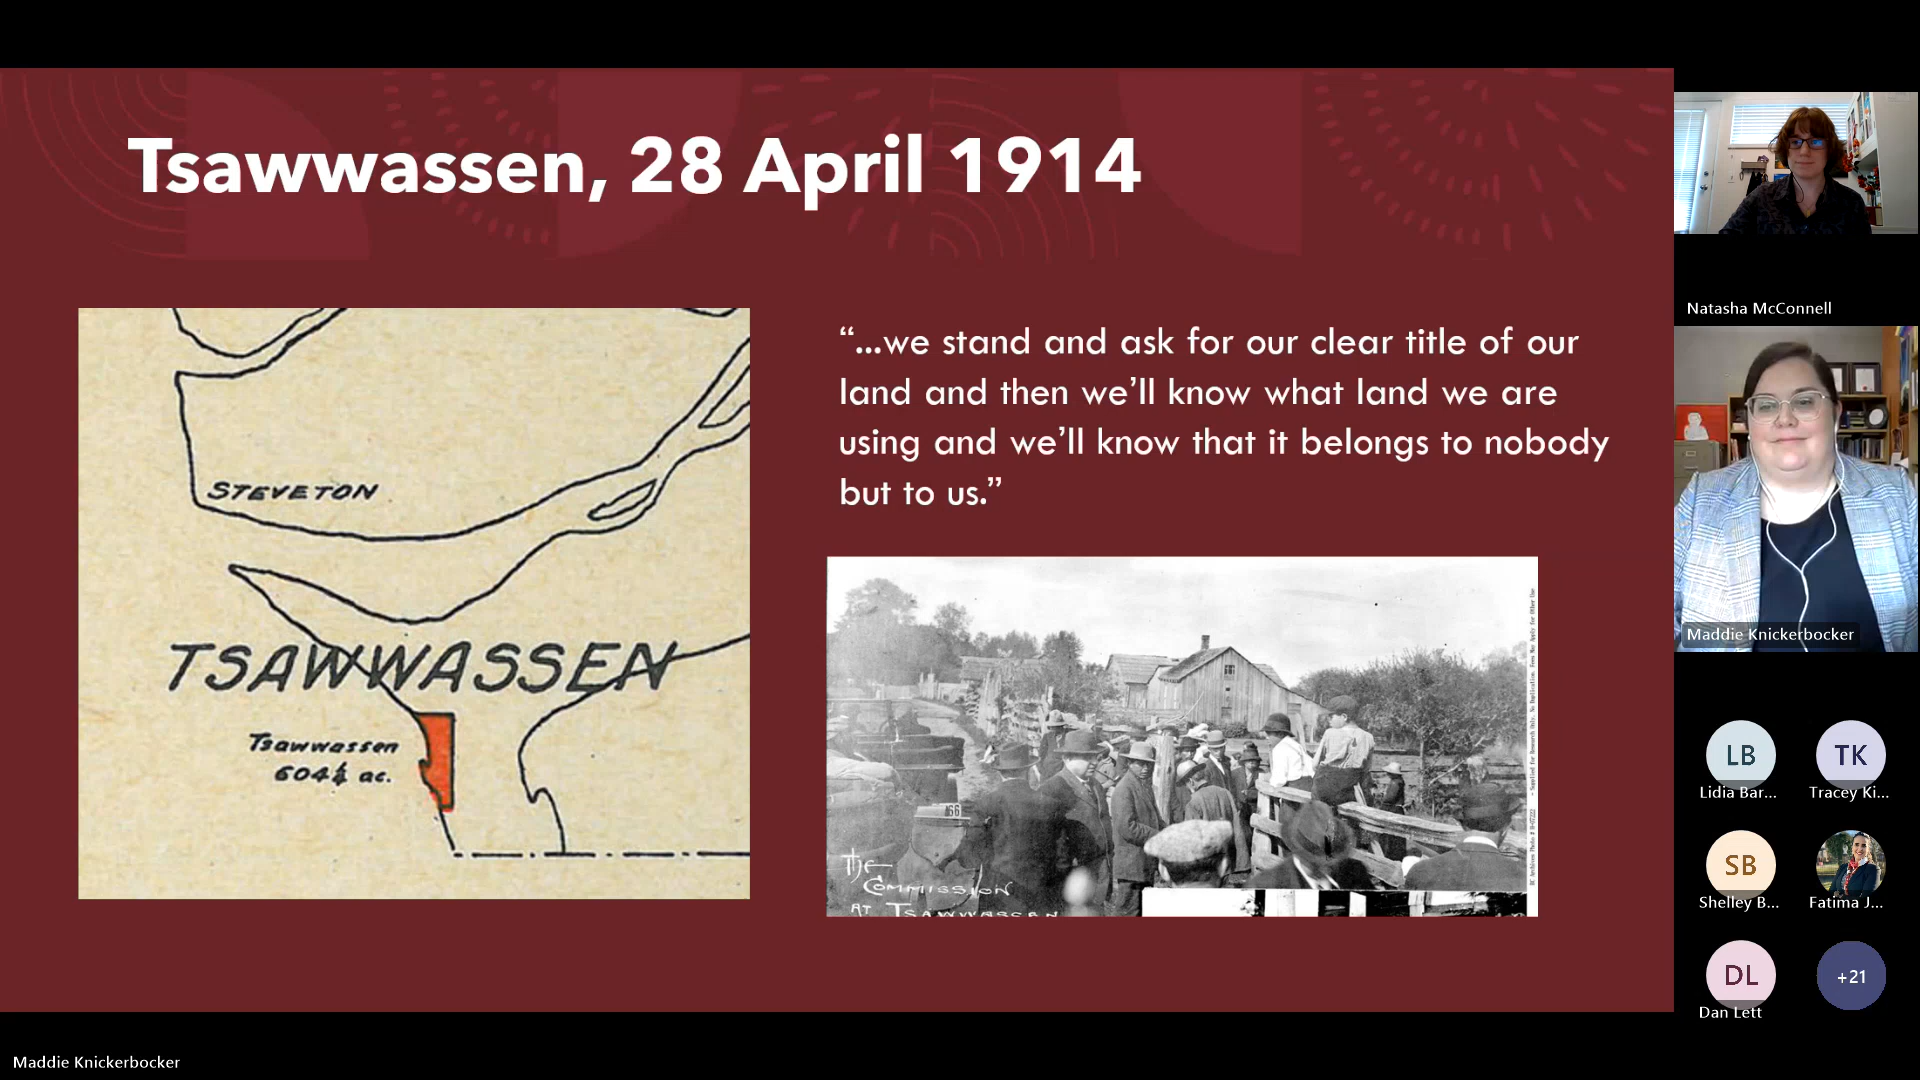 Tsawwassen, 28 April 1914
STEVETON
TSAWWASSEN
Tsawwassen
604¼ ac.
“...we stand and ask for our clear title of our
land and then we’ll know what land we are
using and we’ll know that it belongs to nobody
but to us.”
66
The
COMMISSION
AT TSAWWASSEN
Natasha McConnell
Maddie Knickerbocker
LB
Lidia Bar...
TK
Tracey Ki...
SB
Shelley B...
Fatima J...
DL
Dan Lett
+21
Maddie Knickerbocker